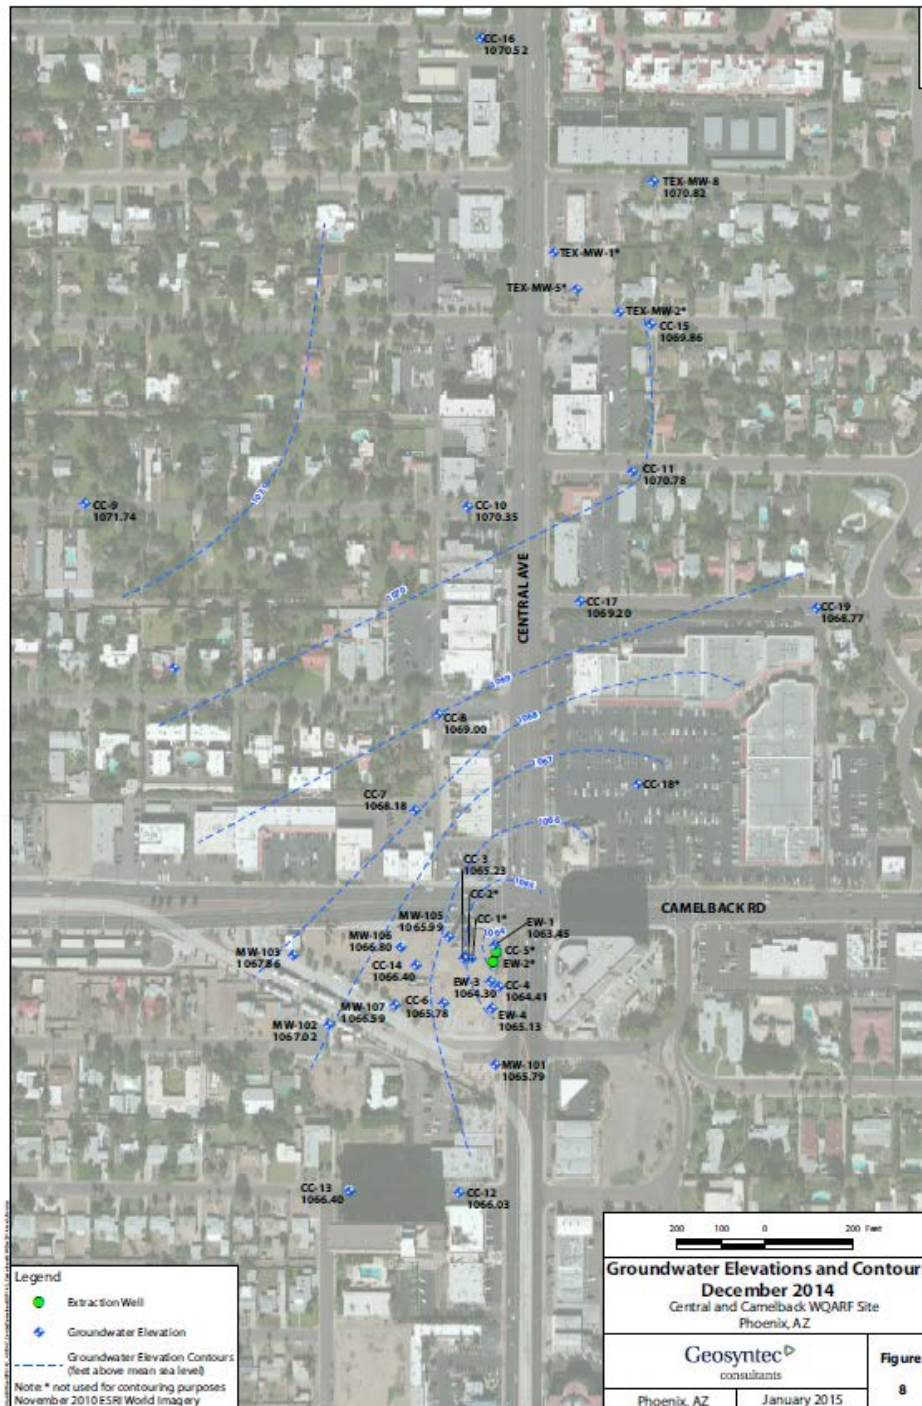 CC-16
1070.52
TEX-MW-8
1070.82
TEX-MW-1*
TEX-MW-5*
TEX-MW-2*
CC-15
1069.86
CC-11
1070.78
CC-9
1071.74
1071
CC-10
1070.35
CENTRAL AVE
1070
CC-17
1069.20
CC-19
1068.77
1069
CC-8
1069.00
1068
1067
CC-18*
CC-7
1068.18
1066
CC-3
1065.23
1065
CC-2*
CC-1*
CAMELBACK RD
MW-105
1065.99
EW-1
1063.45
1064
MW-106
1066.80
CC-5*
MW-103
1067.86
EW-2*
CC-14
1066.40
EW-3
1064.30
CC-4
1064.41
MW-107
1066.59
CC-6
1065.78
EW-4
1065.13
MW-102
1067.02
MW-101
1065.79
CC-13
1066.40
CC-12
1066.03
200 100 0 200 Feet
Legend
Extraction Well
Groundwater Elevation
Groundwater Elevation Contours
(feet above mean sea level)
Note: * not used for contouring purposes
November 2010 ESRI World Imagery
Groundwater Elevations and Contour
December 2014
Central and Camelback WQARF Site
Phoenix, AZ
Geosyntec
consultants
Figure
8
Phoenix, AZ
January 2015